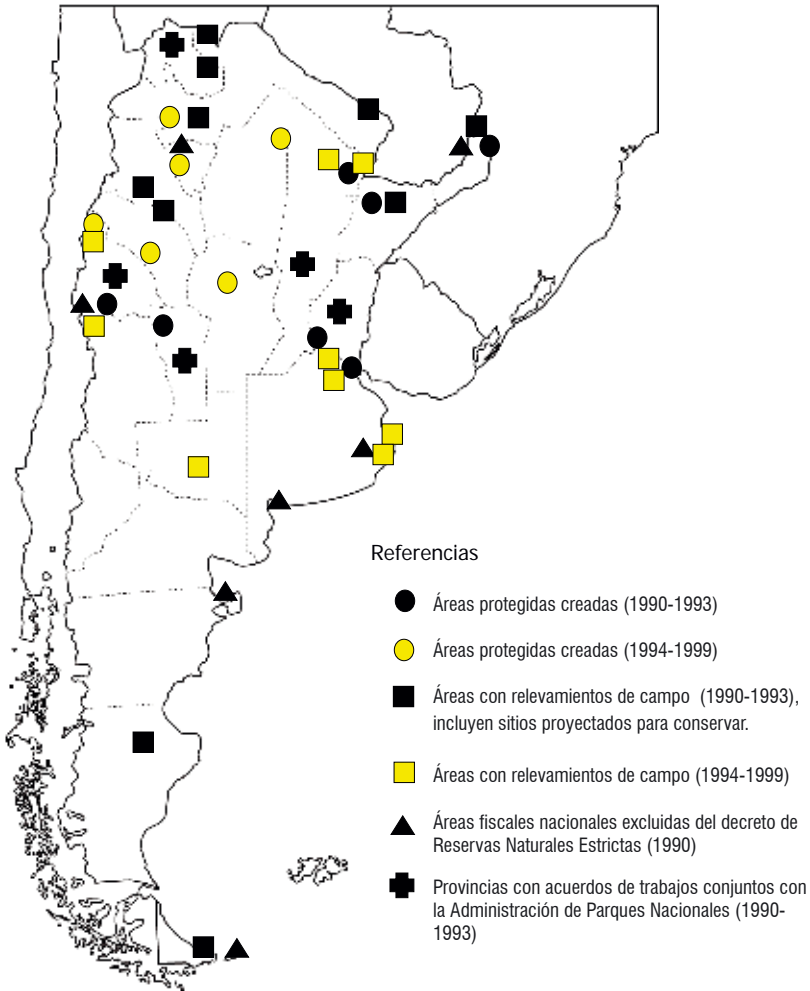 Referencias
Áreas protegidas creadas (1990-1993)
Áreas protegidas creadas (1994-1999)
Áreas con relevamientos de campo (1990-1993),
incluyen sitios proyectados para conservar.
Áreas con relevamientos de campo (1994-1999)
Áreas fiscales nacionales excluidas del decreto de
Reservas Naturales Estrictas (1990)
Provincias con acuerdos de trabajos conjuntos con
la Administración de Parques Nacionales (1990-
1993)